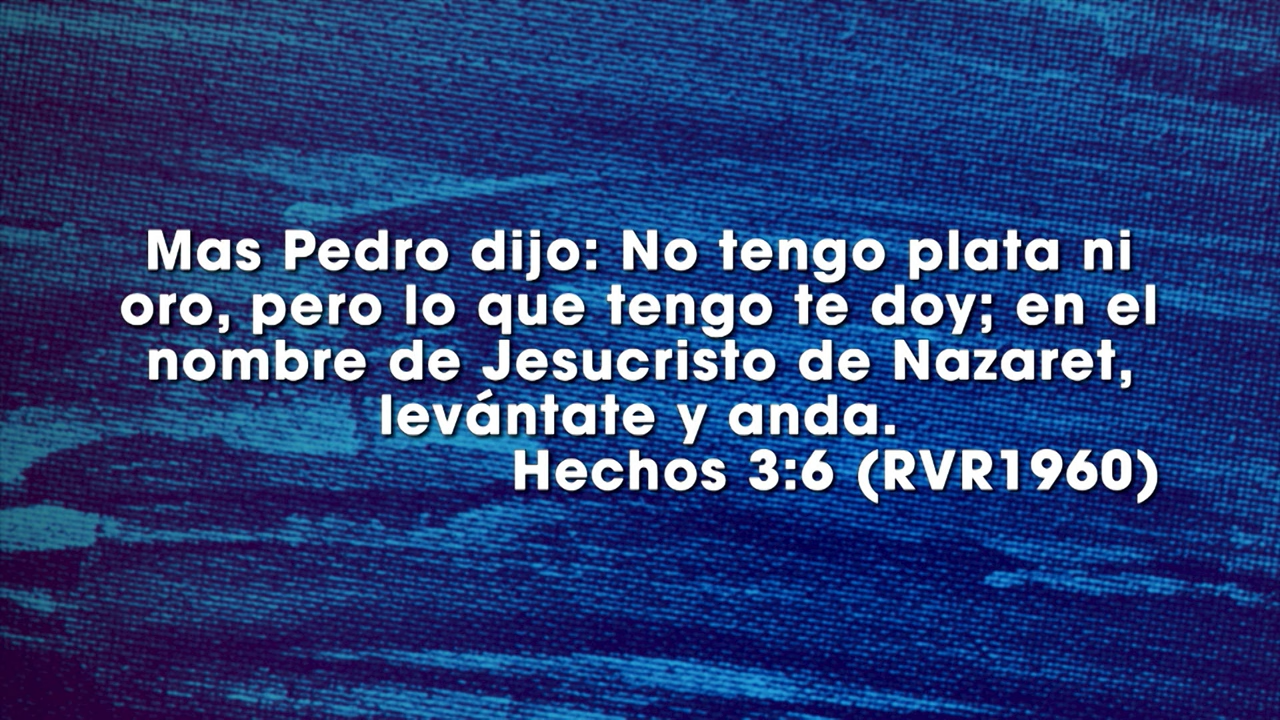 Mas Pedro dijo: No tengo plata ni
oro, pero lo que tengo te doy; en el
nombre de Jesucristo de Nazaret,
levántate y anda.
Hechos 3:6 (RVR1960)